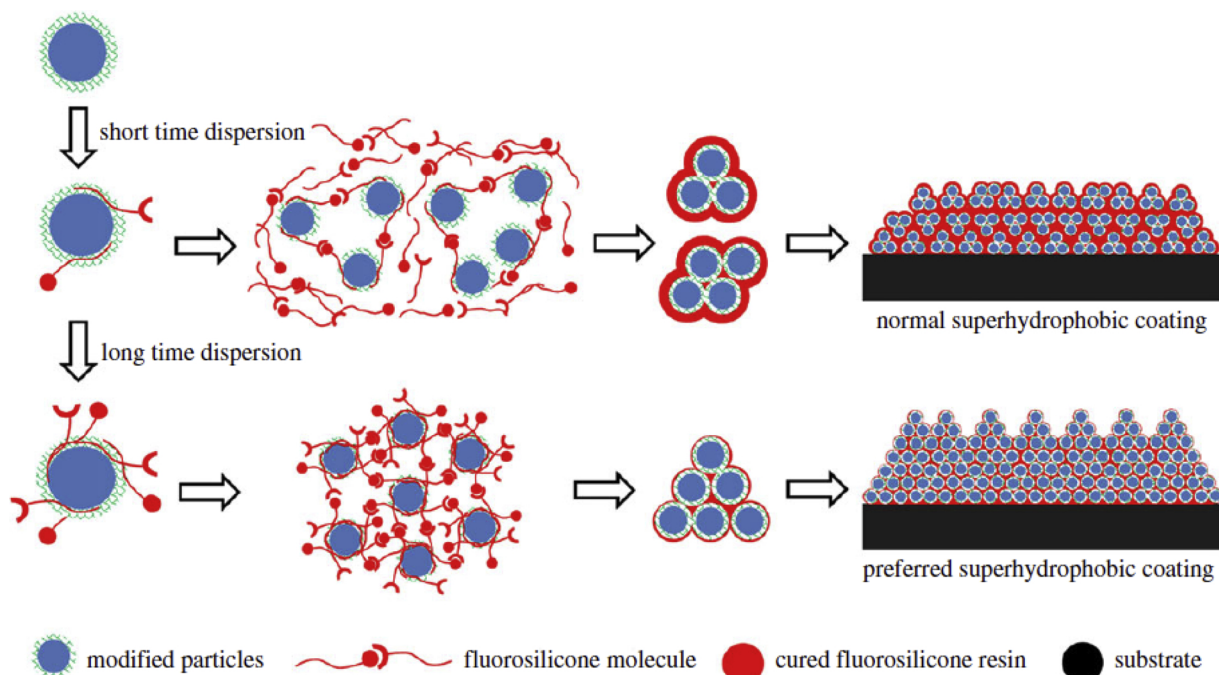 short time dispersion
normal superhydrophobic coating
long time dispersion
preferred superhydrophobic coating
modified particles
fluorosilicone molecule
cured fluorosilicone resin
substrate